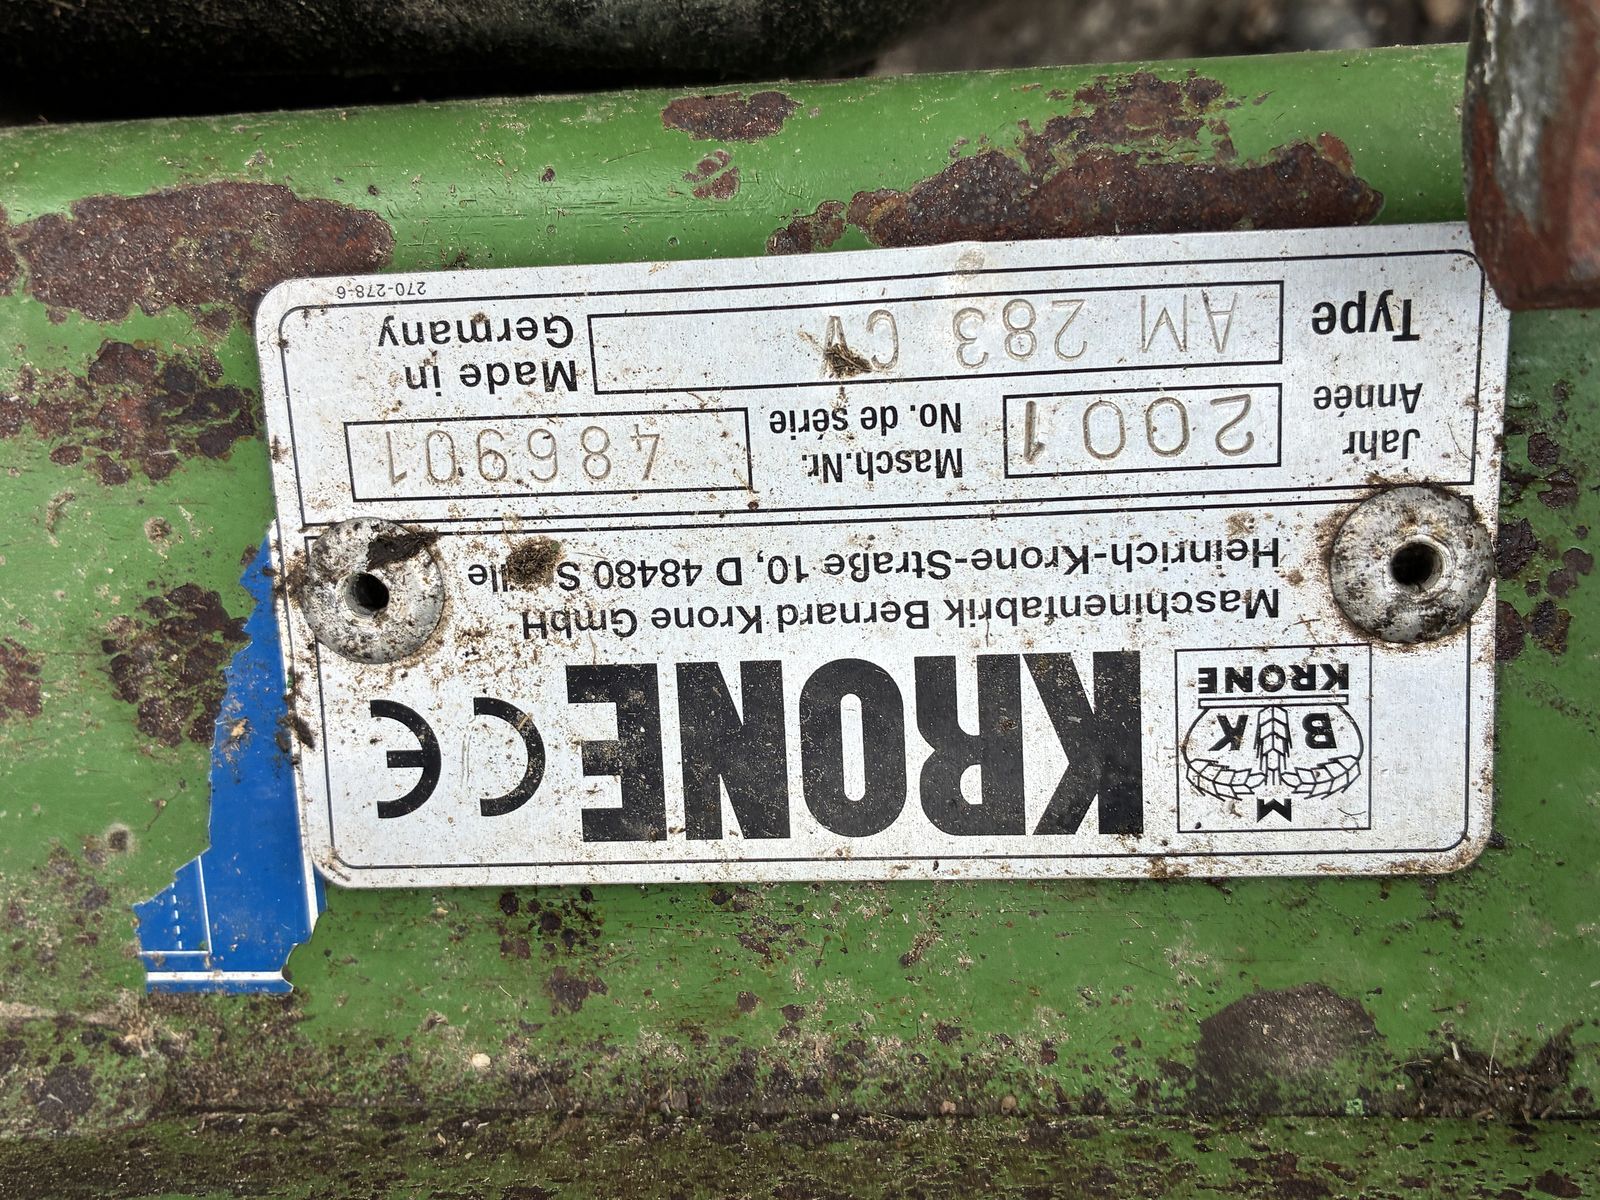 M
B K
KRONE
KRONE CE
Maschinenfabrik Bernard Krone GmbH
Heinrich-Krone-Straße 10, D 48480
Jahr
Année
2001
Masch.Nr.
No. de série
486901
Type
AM 283 CV
Made in
Germany
270-278-6